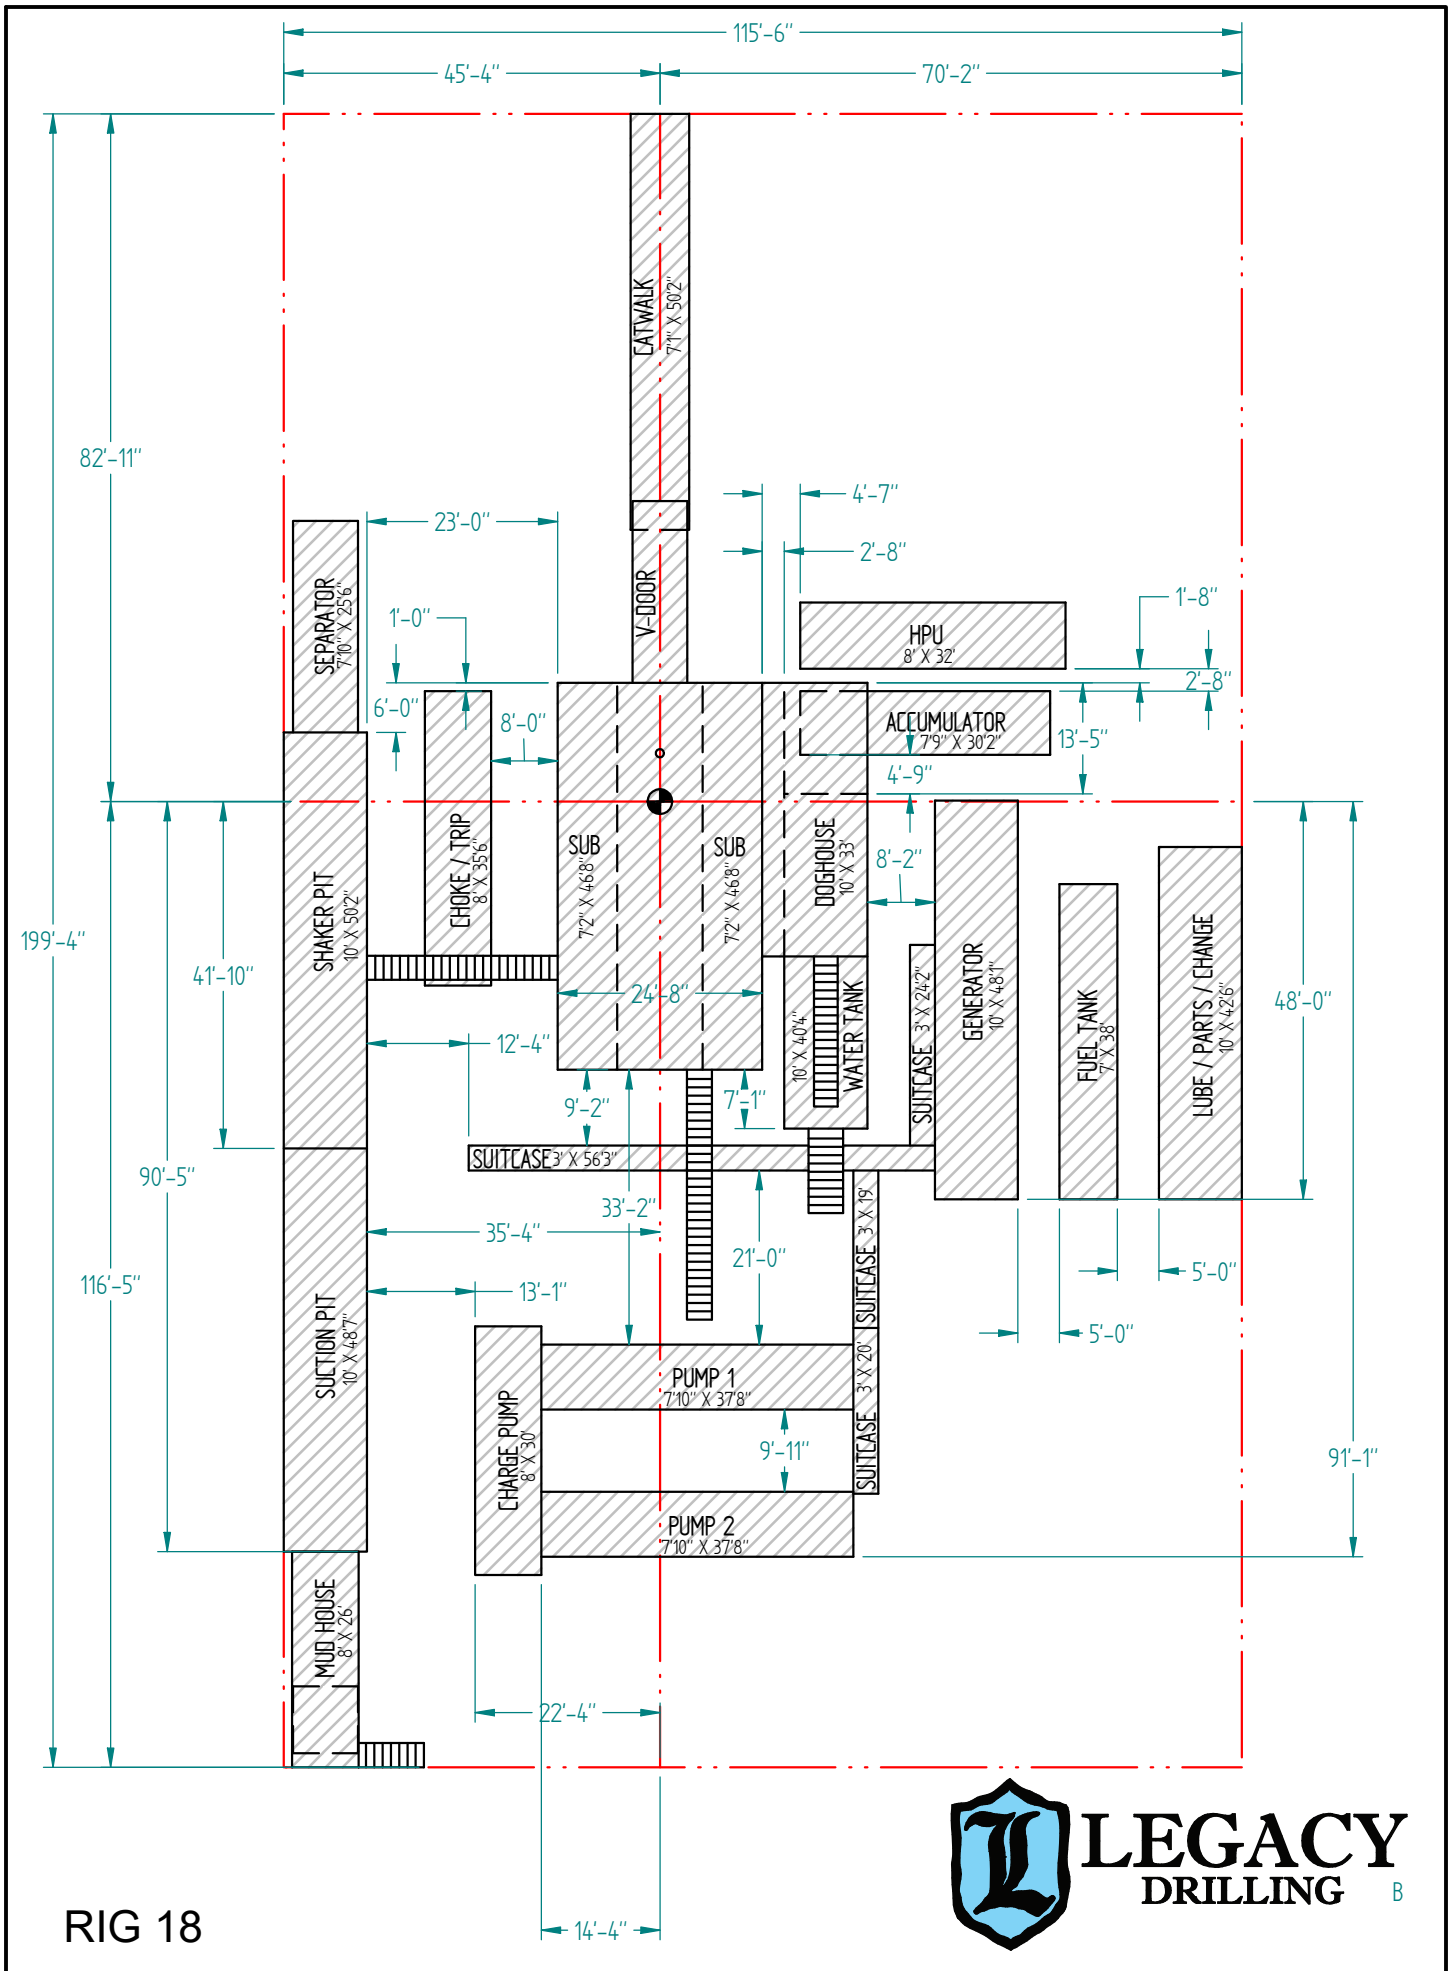 115'-6"
45'-4"
70'-2"
CATWALK
7'1" X 50'2"
82'-11"
4'-7"
23'-0"
2'-8"
V-DOOR
SEPARATOR
7'10" X 25'6"
1'-0"
1'-8"
HPU
8' X 32'
2'-8"
6'-0"
8'-0"
ACCUMULATOR
7'9" X 30'2"
13'-5"
4'-9"
CHOKE / TRIP
8' X 35'6"
SUB
7'2" X 46'8"
SUB
7'2" X 46'8"
DOGHOUSE
10' X 33'
8'-2"
SHAKER PIT
10' X 50'2"
199'-4"
41'-10"
24'-8"
10' X 40'4"
WATER TANK
SUITCASE 3' X 24'2"
GENERATOR
10' X 48'1"
FUEL TANK
7' X 38'
LUBE / PARTS / CHANGE
10' X 42'6"
48'-0"
12'-4"
9'-2"
7'-1"
SUITCASE 3' X 56'3"
90'-5"
33'-2"
SUITCASE 3' X 19'
35'-4"
21'-0"
116'-5"
13'-1"
5'-0"
5'-0"
SUCTION PIT
10' X 48'7"
PUMP 1
7'10" X 37'8"
SUITCASE 3' X 20'
CHARGE PUMP
8' X 30'
9'-11"
91'-1"
PUMP 2
7'10" X 37'8"
MUD HOUSE
8' X 26'
22'-4"
14'-4"
RIG 18
L
LEGACY
DRILLING
B